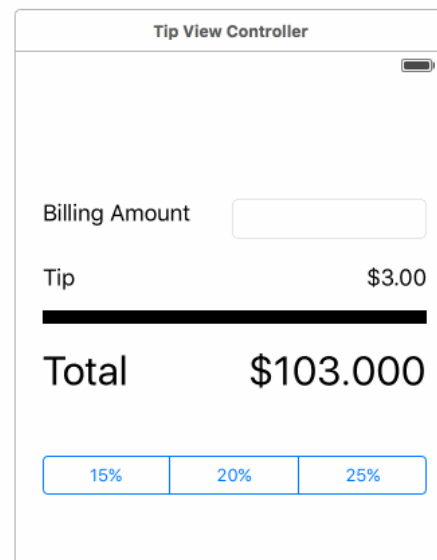 Tip View Controller
Billing Amount
Tip $3.00
Total $103.000
15% 20% 25%